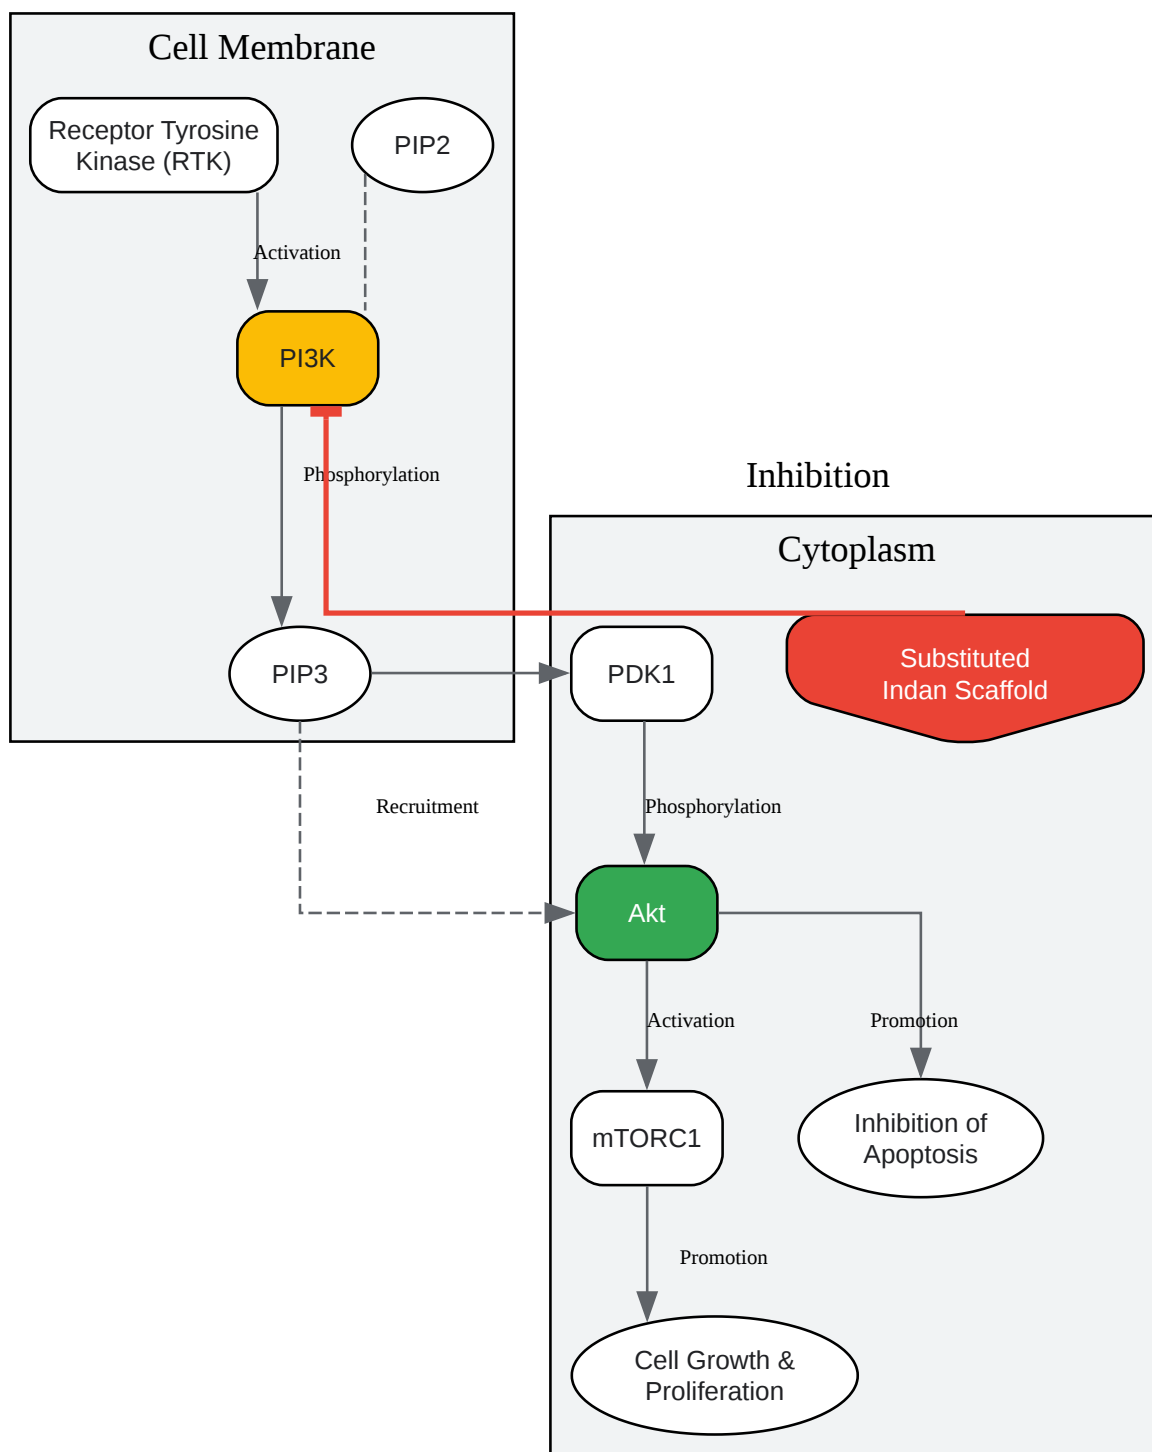 Cell Membrane
Receptor Tyrosine
Kinase (RTK)
PIP2
Activation
PI3K
Phosphorylation
Inhibition
Cytoplasm
PIP3
PDK1
Substituted
Indan Scaffold
Recruitment
Phosphorylation
Akt
Activation
Promotion
mTORC1
Inhibition of
Apoptosis
Promotion
Cell Growth &
Proliferation